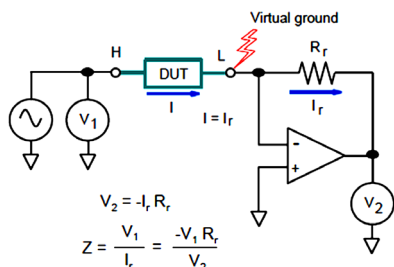 Virtual ground
H
DUT
L
R_r
V_1
I
I = I_r
I_r
-
+
V_2
V_2 = -I_r R_r
Z = V_1 / I_r = -V_1 R_r / V_2